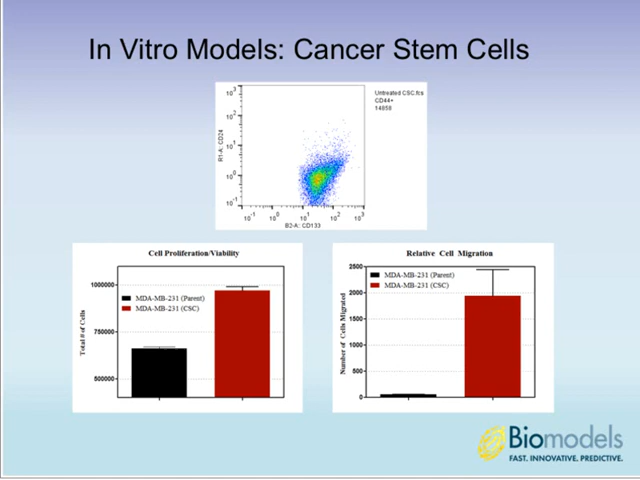 In Vitro Models: Cancer Stem Cells
Untreated CSC.fcs
CD44+
14858
10³
10²
10¹
10⁰
10⁻¹
R1-A: CD24
10⁻¹ 10⁰ 10¹ 10² 10³
B2-A: CD133
Cell Proliferation/Viability
1000000
750000
500000
Total # of Cells
MDA-MB-231 (Parent)
MDA-MB-231 (CSC)
Relative Cell Migration
2500
2000
1500
1000
500
0
Number of Cells Migrated
MDA-MB-231 (Parent)
MDA-MB-231 (CSC)
Biomodels
FAST. INNOVATIVE. PREDICTIVE.